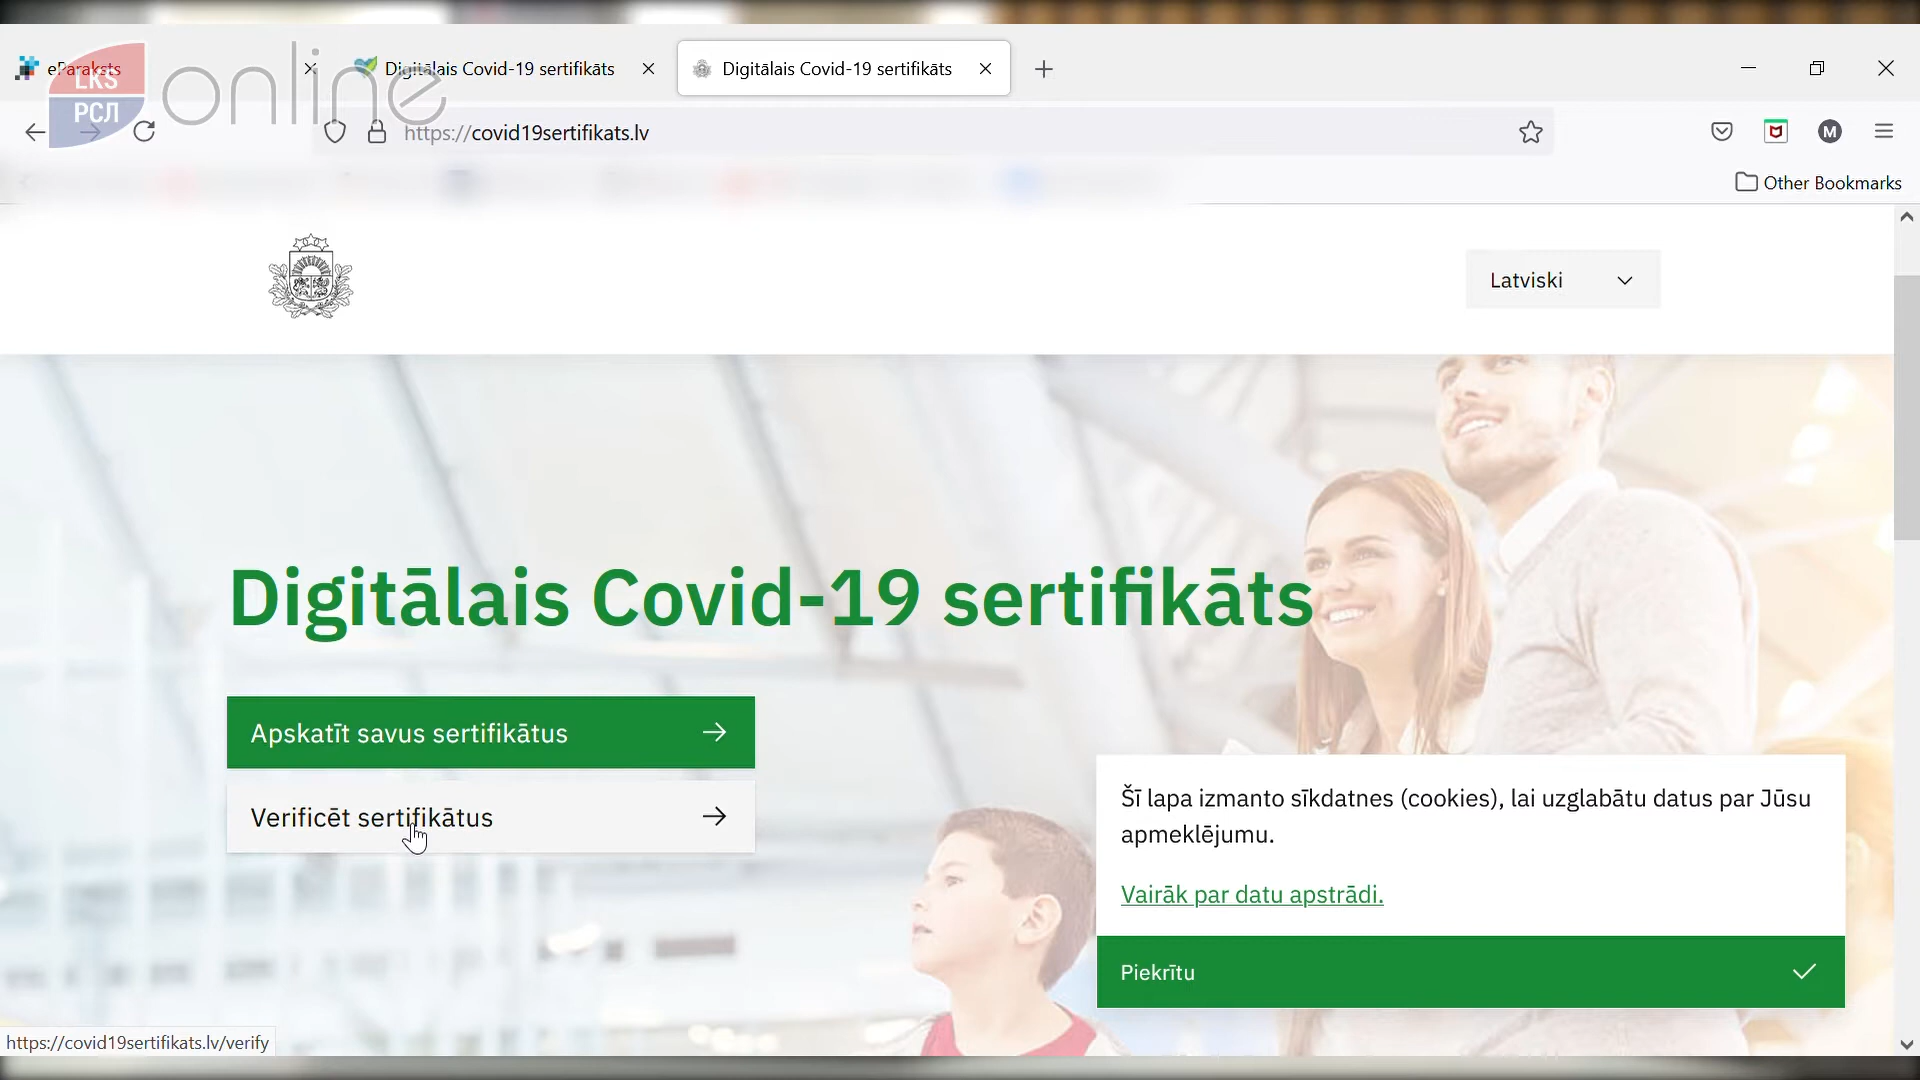 eParaksts
Digitālais Covid-19 sertifikāts
Digitālais Covid-19 sertifikāts
LKS
РСЛ
online
https://covid19sertifikats.lv
M
Other Bookmarks
Latviski
Digitālais Covid-19 sertifikāts
Apskatīt savus sertifikātus
Verificēt sertifikātus
Šī lapa izmanto sīkdatnes (cookies), lai uzglabātu datus par Jūsu
apmeklējumu.
Vairāk par datu apstrādi.
Piekrītu
https://covid19sertifikats.lv/verify